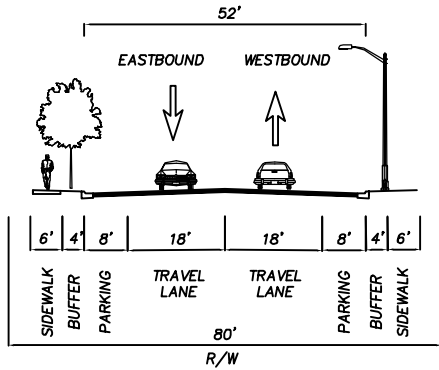 52'
EASTBOUND WESTBOUND
6' 4' 8' 18' 18' 8' 4' 6'
SIDEWALK
BUFFER
PARKING
TRAVEL LANE
TRAVEL LANE
PARKING
BUFFER
SIDEWALK
80'
R/W